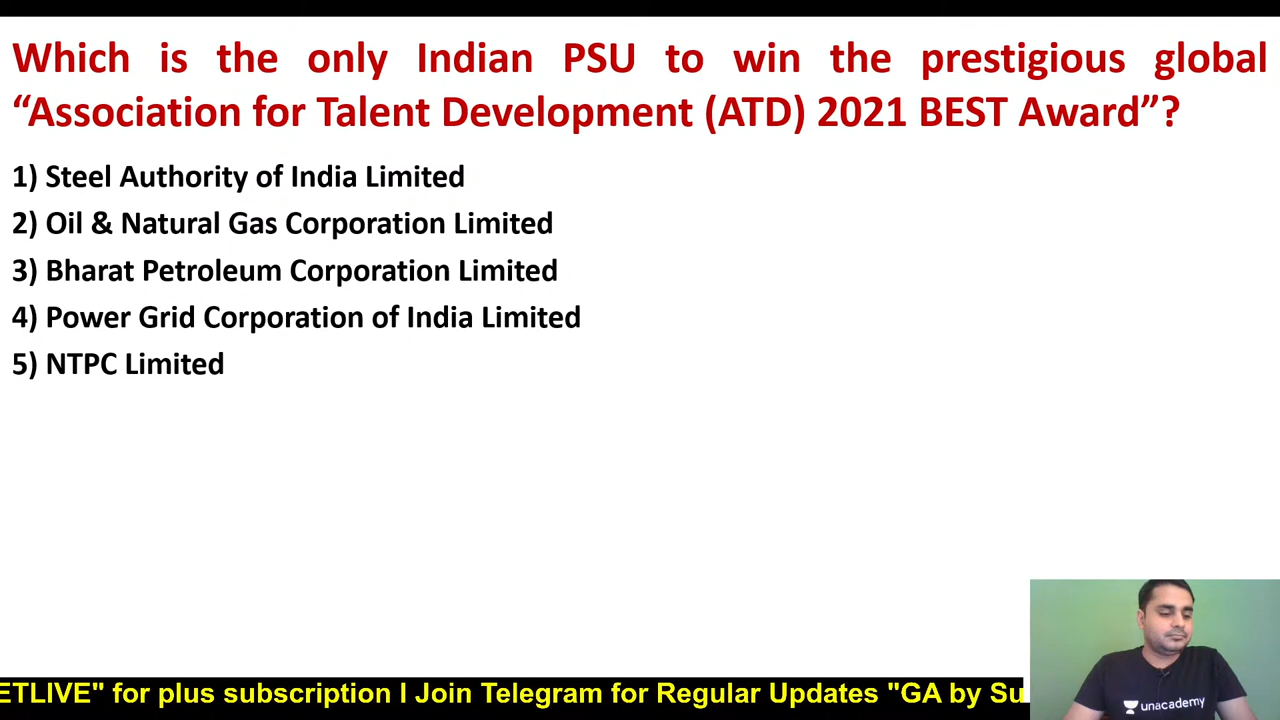 Which is the only Indian PSU to win the prestigious global
“Association for Talent Development (ATD) 2021 BEST Award”?
1) Steel Authority of India Limited
2) Oil & Natural Gas Corporation Limited
3) Bharat Petroleum Corporation Limited
4) Power Grid Corporation of India Limited
5) NTPC Limited
ETLIVE" for plus subscription I Join Telegram for Regular Updates "GA by Su
unacademy